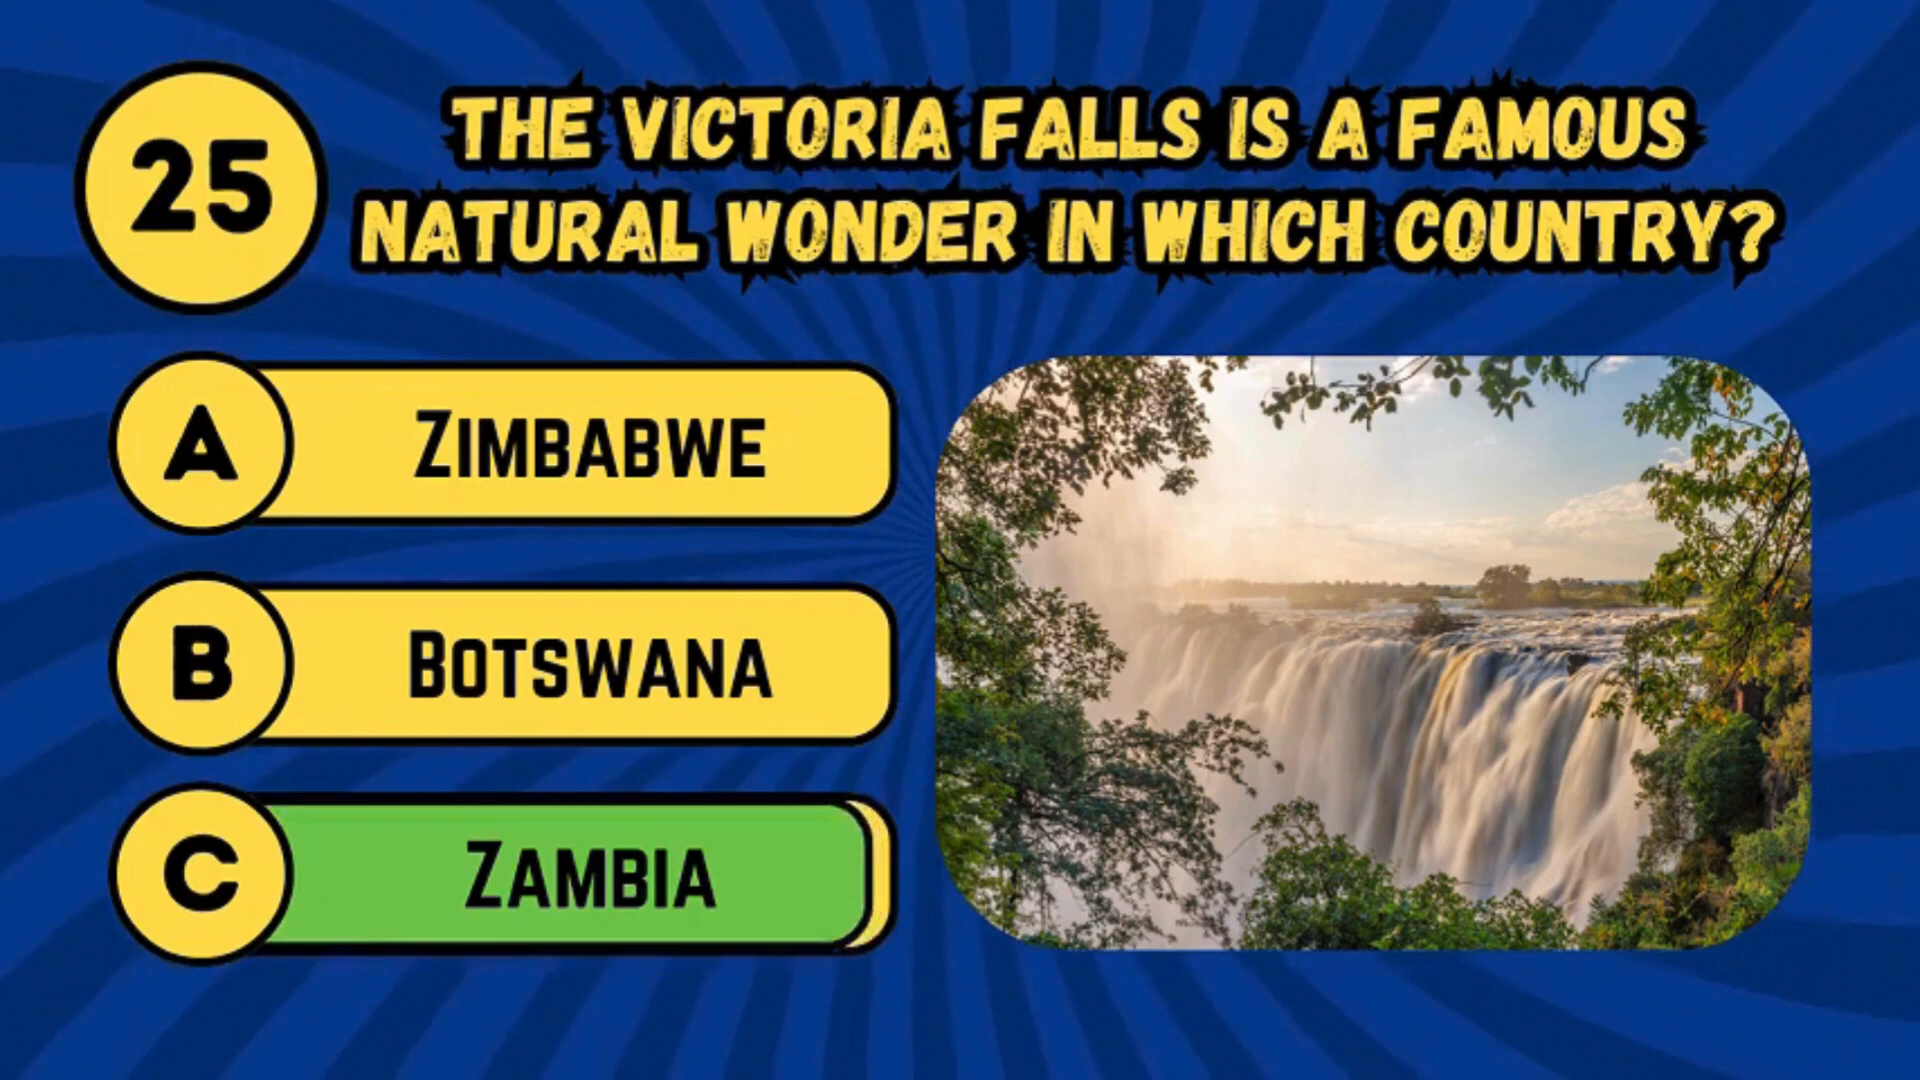 25
THE VICTORIA FALLS IS A FAMOUS
NATURAL WONDER IN WHICH COUNTRY?
A ZIMBABWE
B BOTSWANA
C ZAMBIA